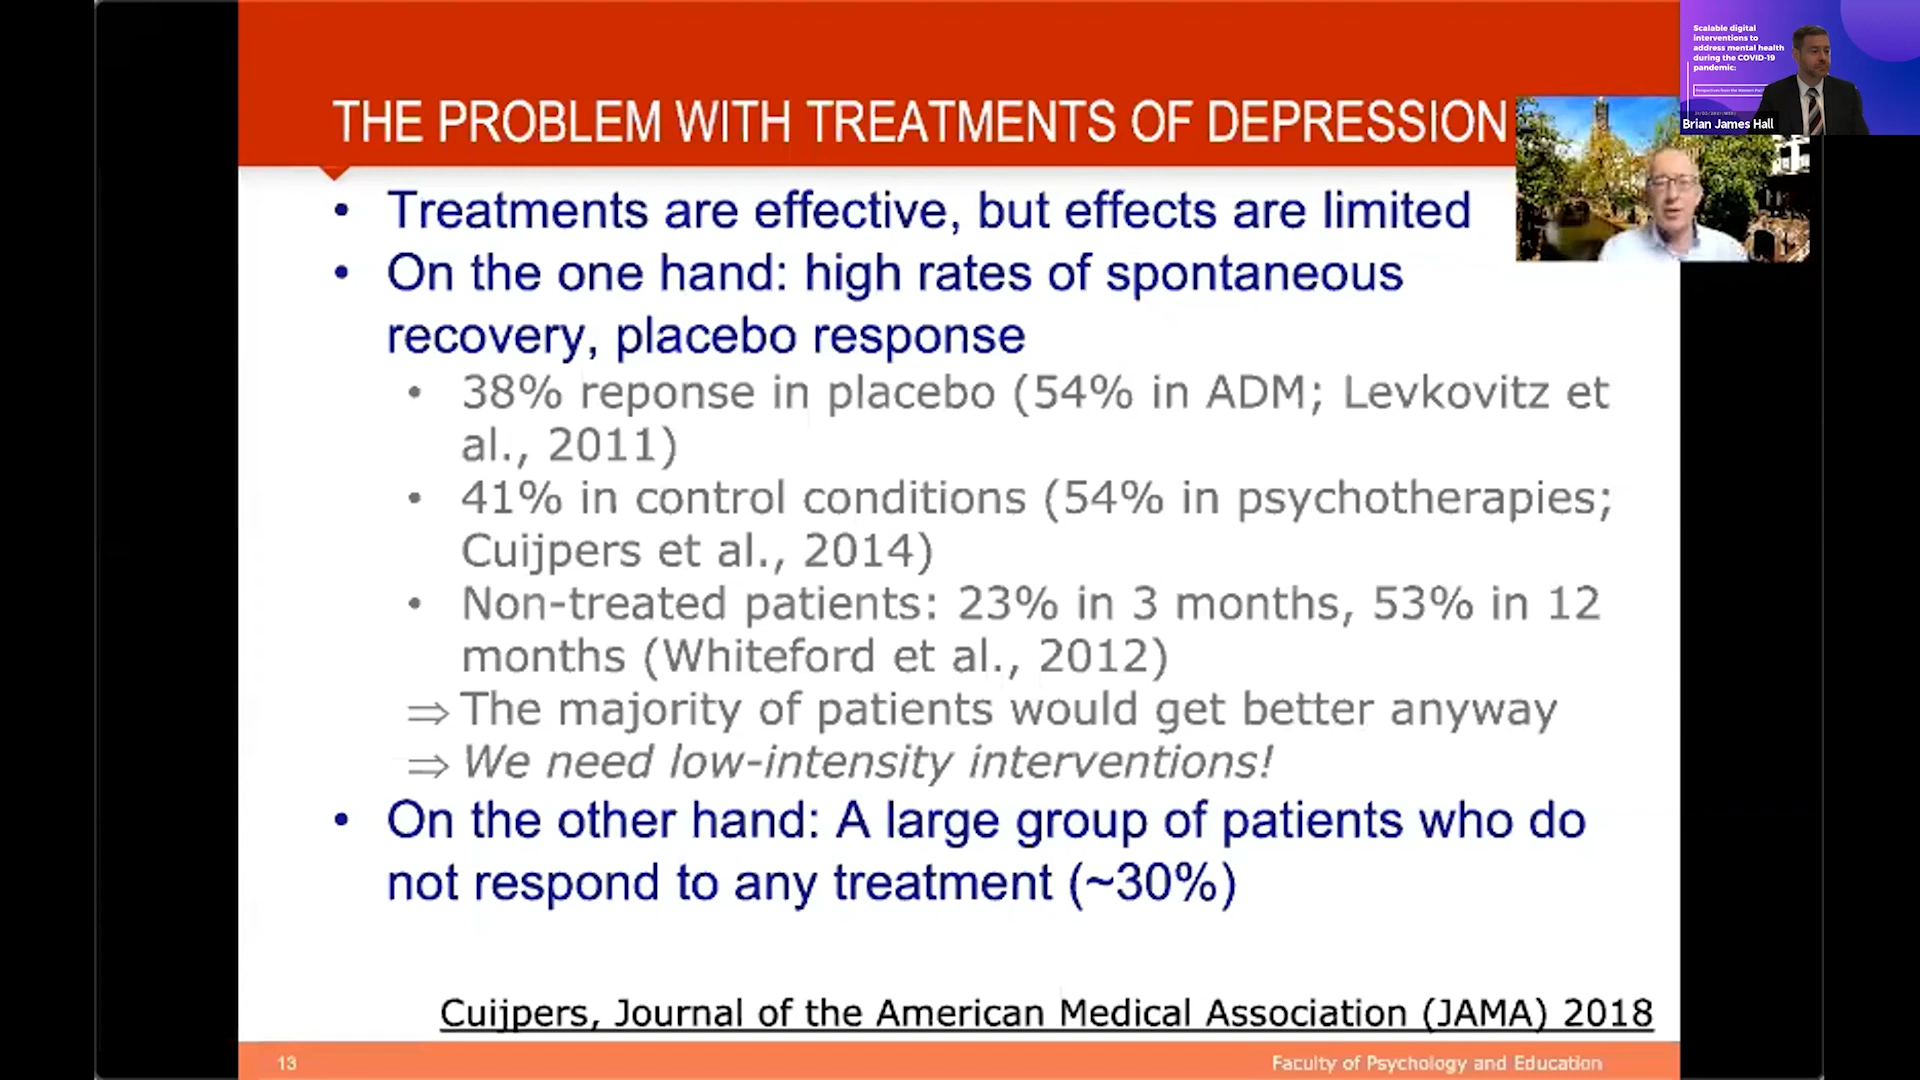 THE PROBLEM WITH TREATMENTS OF DEPRESSION
• Treatments are effective, but effects are limited
• On the one hand: high rates of spontaneous
recovery, placebo response
• 38% reponse in placebo (54% in ADM; Levkovitz et
al., 2011)
• 41% in control conditions (54% in psychotherapies;
Cuijpers et al., 2014)
• Non-treated patients: 23% in 3 months, 53% in 12
months (Whiteford et al., 2012)
⇒ The majority of patients would get better anyway
⇒ We need low-intensity interventions!
• On the other hand: A large group of patients who do
not respond to any treatment (~30%)
Cuijpers, Journal of the American Medical Association (JAMA) 2018
13
Faculty of Psychology and Education
Scalable digital
interventions to
address mental health
during the COVID-19
pandemic:
Brian James Hall